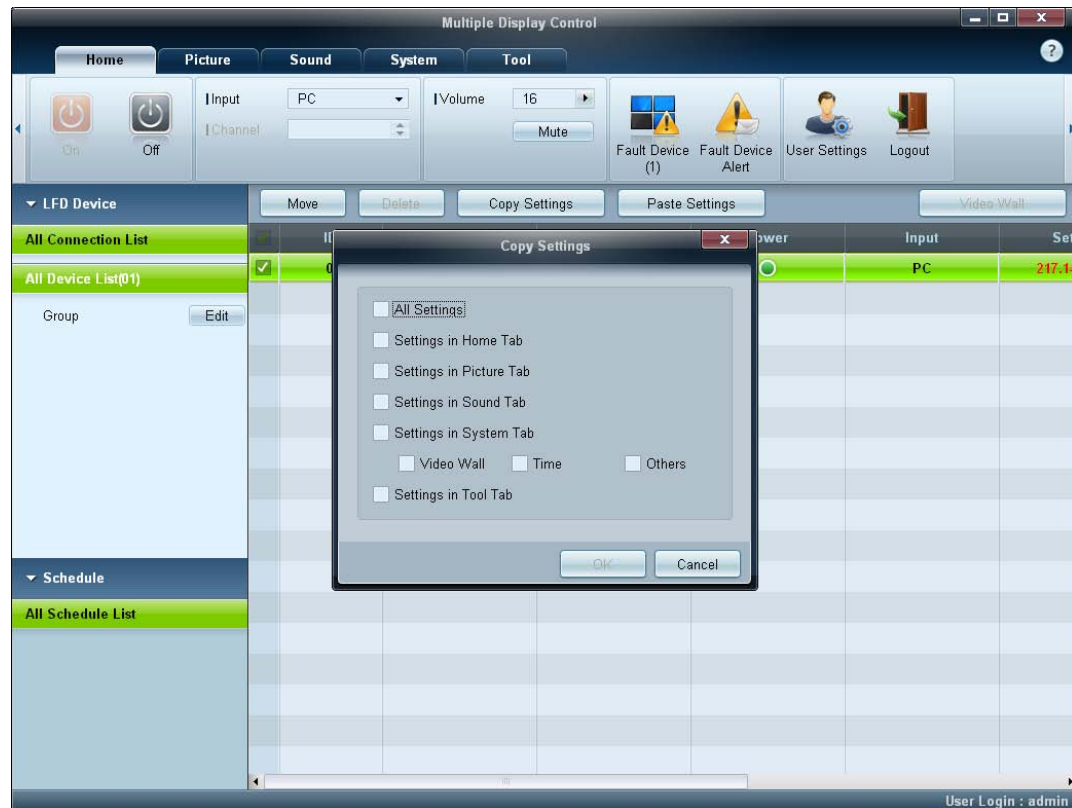 Multiple Display Control
Home Picture Sound System Tool
Input PC
Channel
Volume 16
Mute
On
Off
Fault Device
(1)
Fault Device
Alert
User Settings
Logout
LFD Device
Move Delete Copy Settings Paste Settings Video Wall
All Connection List
All Device List(01)
Group Edit
Input
PC
217.1
Copy Settings
All Settings
Settings in Home Tab
Settings in Picture Tab
Settings in Sound Tab
Settings in System Tab
Video Wall Time Others
Settings in Tool Tab
OK Cancel
Schedule
All Schedule List
User Login : admin